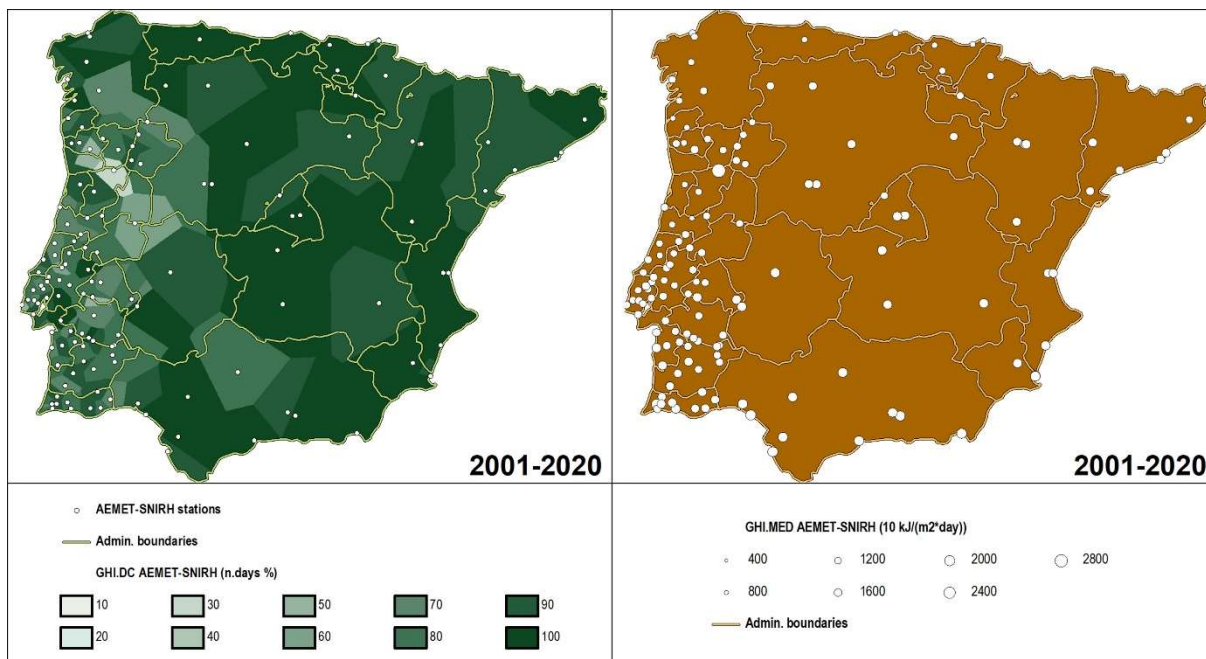 2001-2020
2001-2020
AEMET-SNIRH stations
Admin. boundaries
GHI.DC AEMET-SNIRH (n.days %)
10 30 50 70 90
20 40 60 80 100
GHI.MED AEMET-SNIRH (10 kJ/(m2*day))
400 1200 2000 2800
800 1600 2400
Admin. boundaries